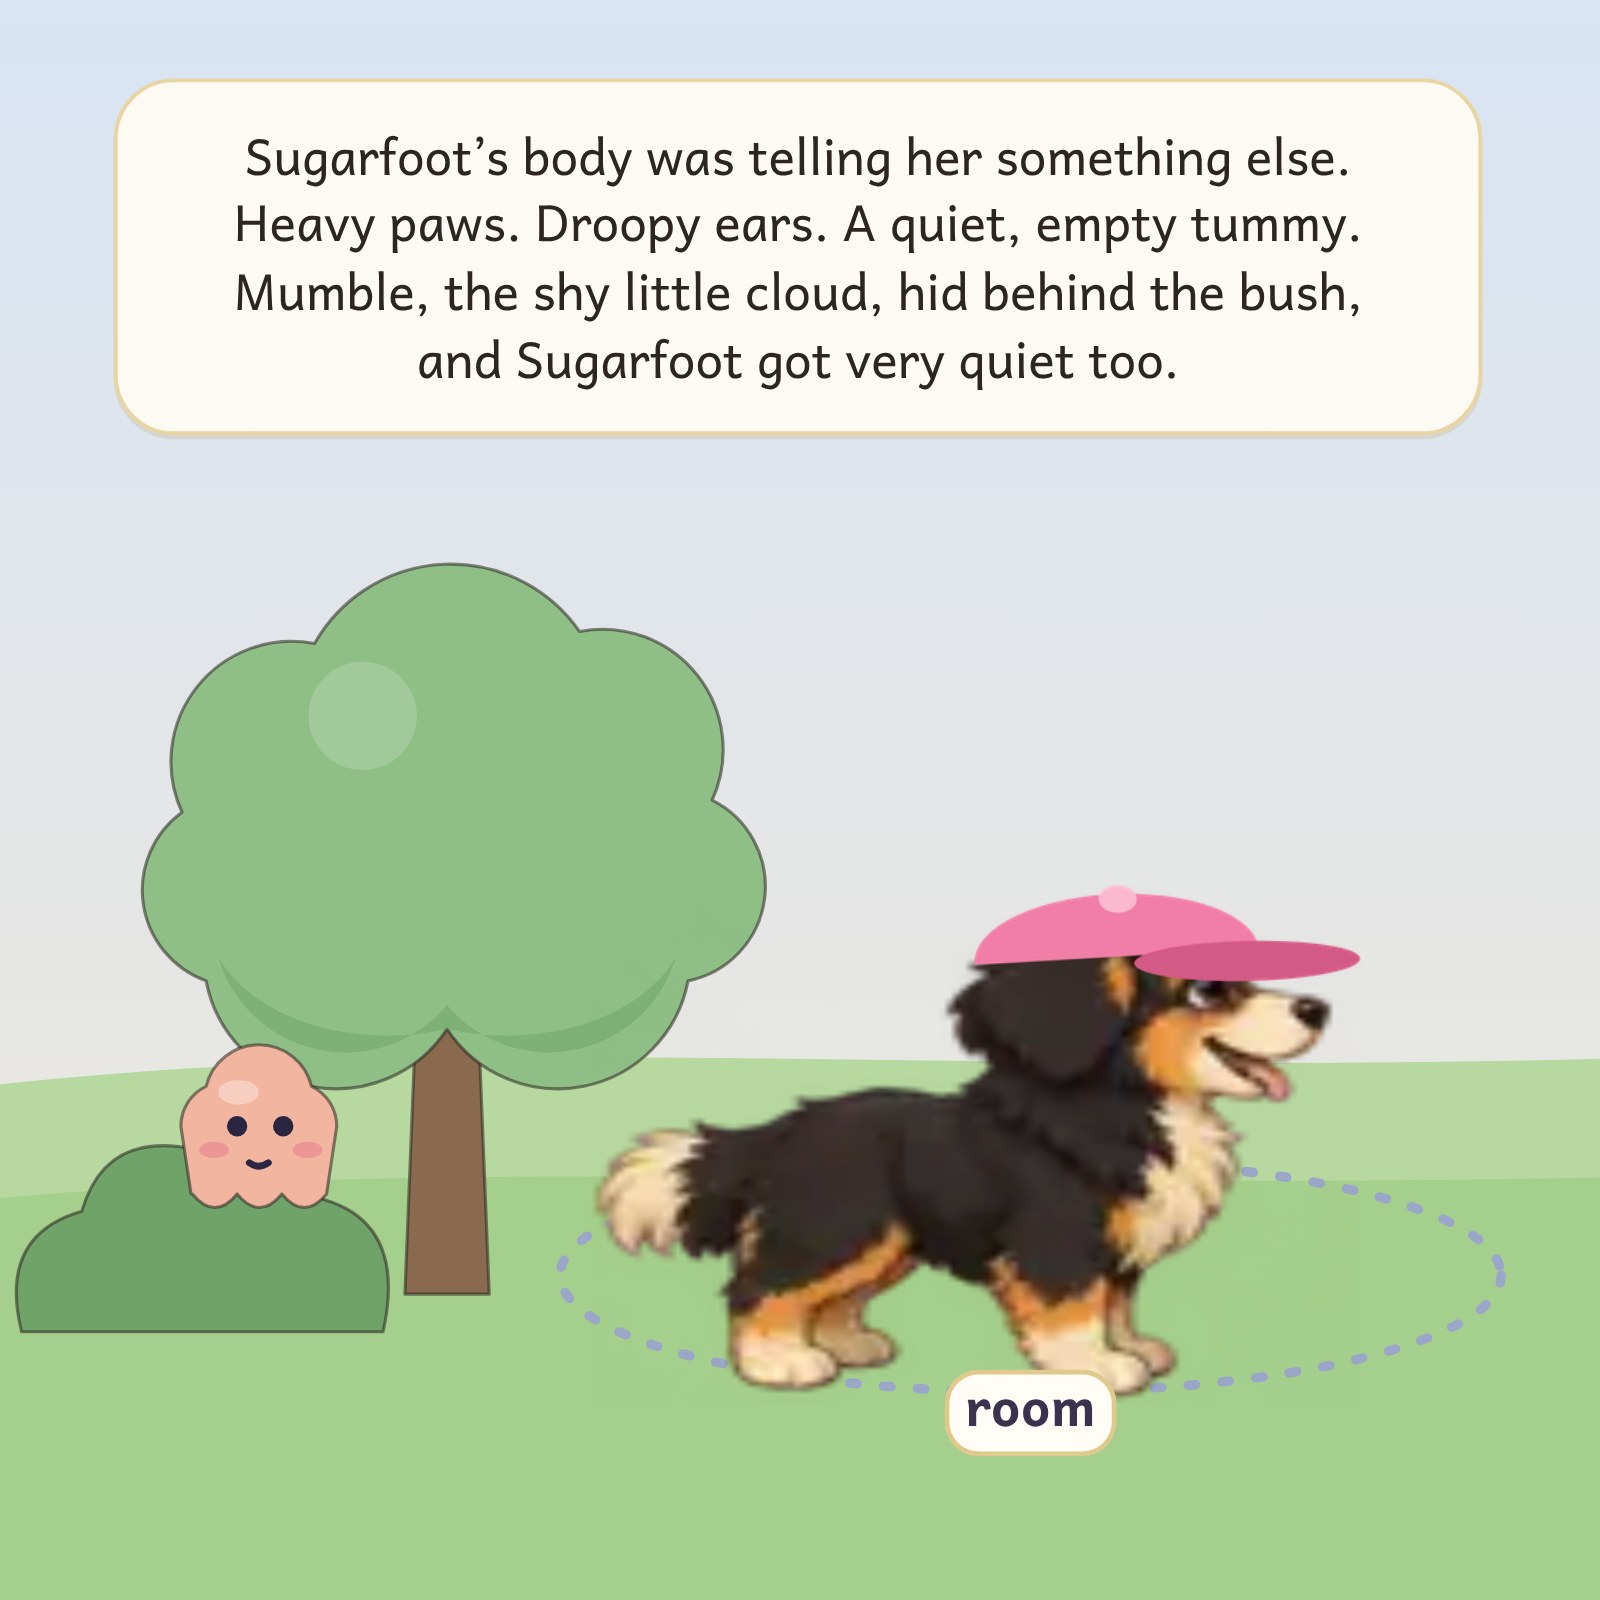 Sugarfoot’s body was telling her something else.
Heavy paws. Droopy ears. A quiet, empty tummy.
Mumble, the shy little cloud, hid behind the bush,
and Sugarfoot got very quiet too.
room